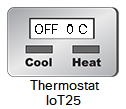 OFF 0 C
Cool Heat
Thermostat
IoT25